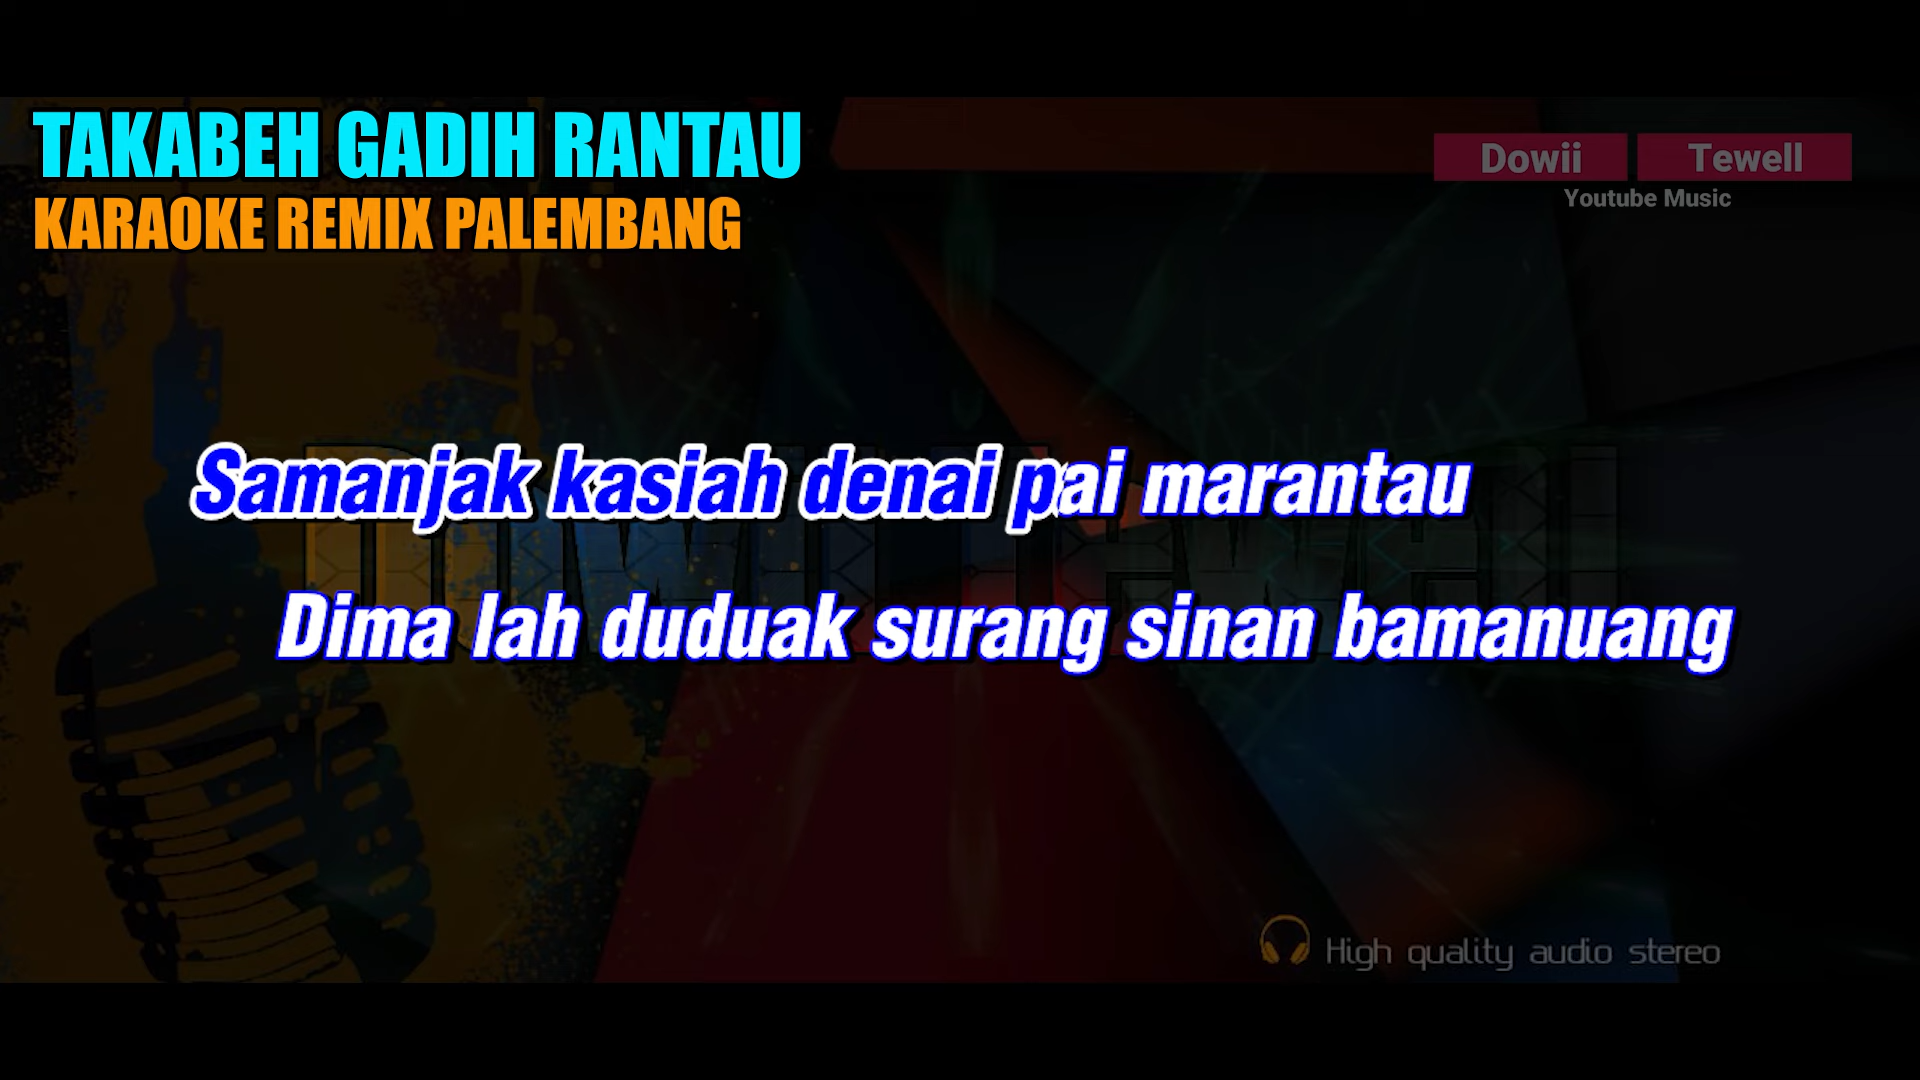 TAKABEH GADIH RANTAU
KARAOKE REMIX PALEMBANG
Dowii Tewell
Youtube Music
Samanjak kasiah denai pai marantau
Dima lah duduak surang sinan bamanuang
High quality audio stereo